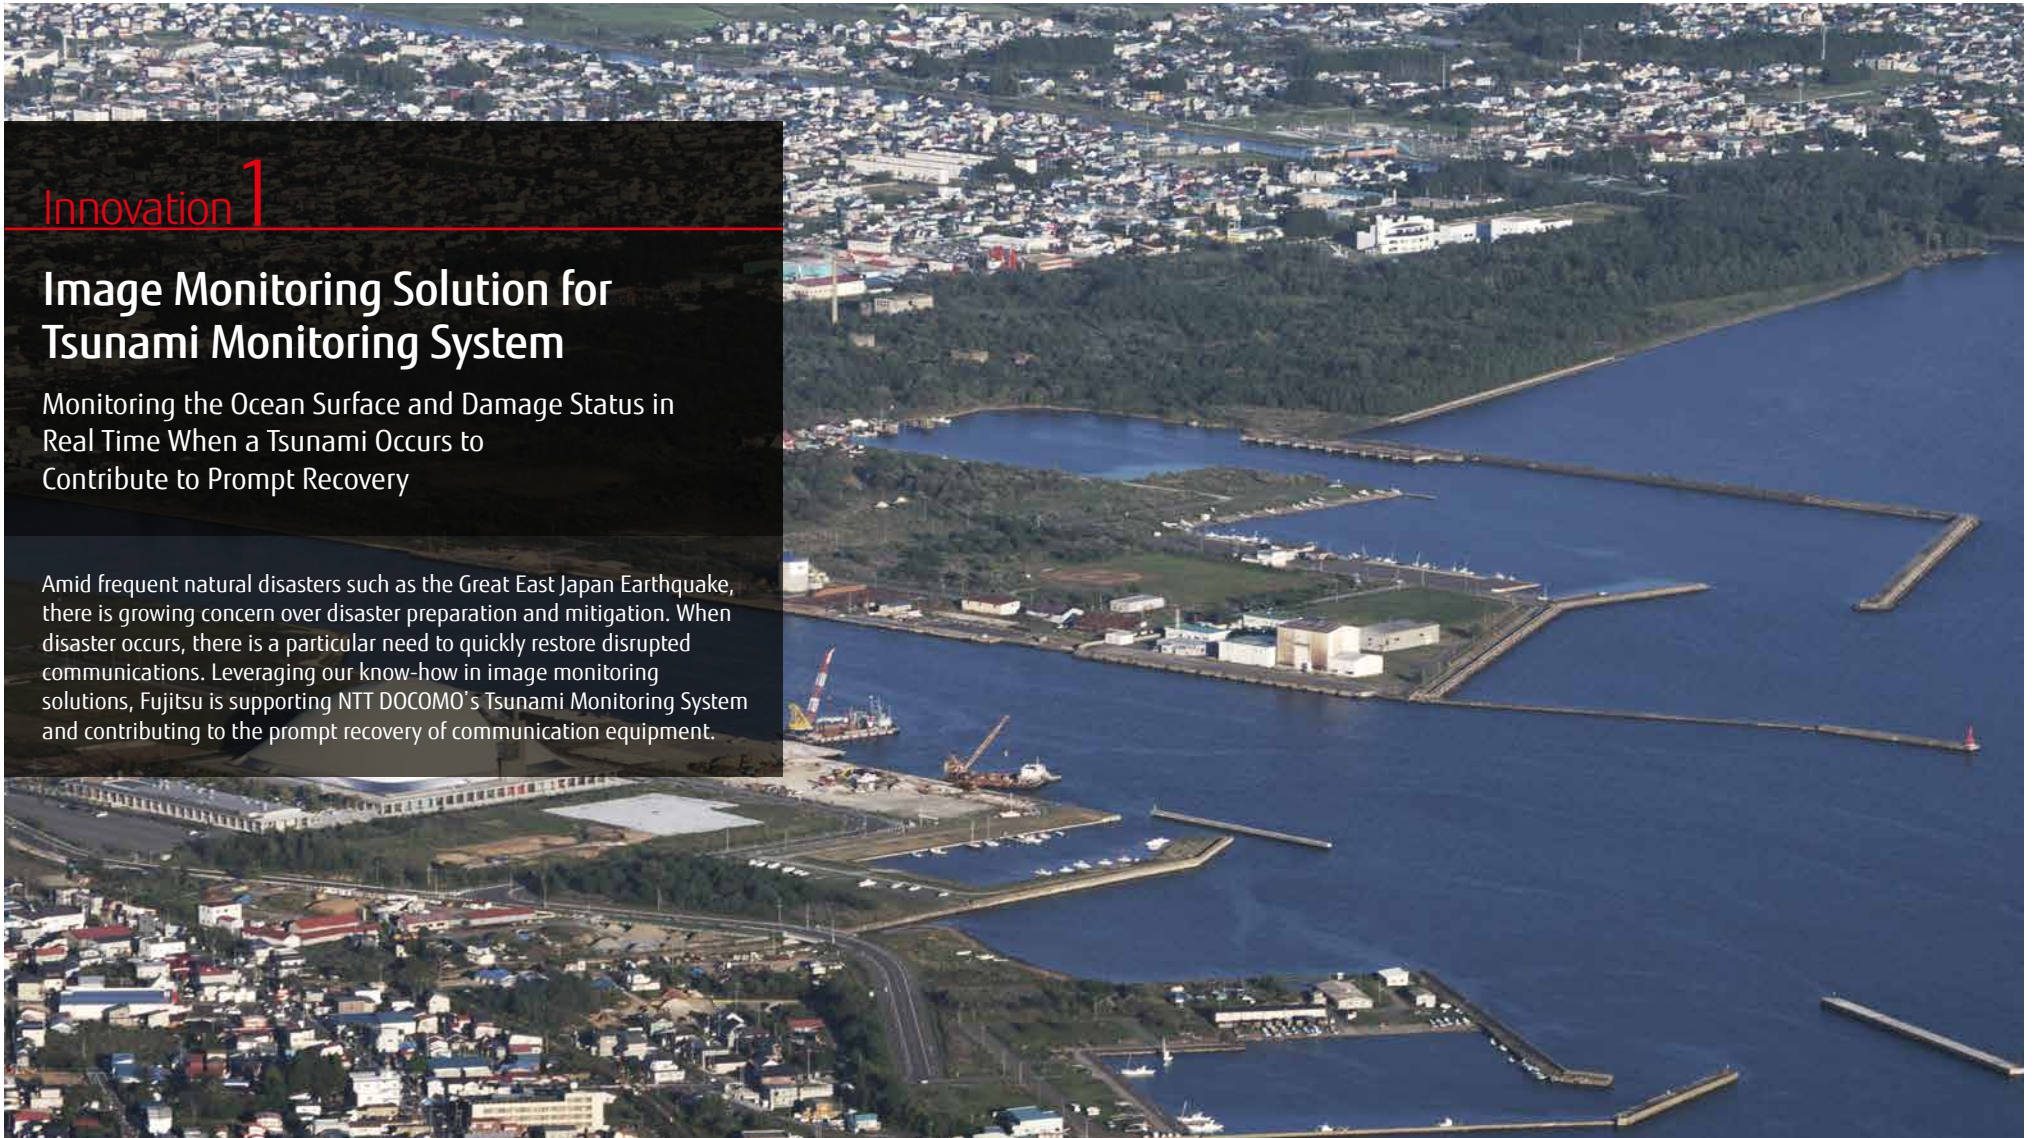 Innovation 1
Image Monitoring Solution for
Tsunami Monitoring System
Monitoring the Ocean Surface and Damage Status in
Real Time When a Tsunami Occurs to
Contribute to Prompt Recovery
Amid frequent natural disasters such as the Great East Japan Earthquake,
there is growing concern over disaster preparation and mitigation. When
disaster occurs, there is a particular need to quickly restore disrupted
communications. Leveraging our know-how in image monitoring
solutions, Fujitsu is supporting NTT DOCOMO's Tsunami Monitoring System
and contributing to the prompt recovery of communication equipment.